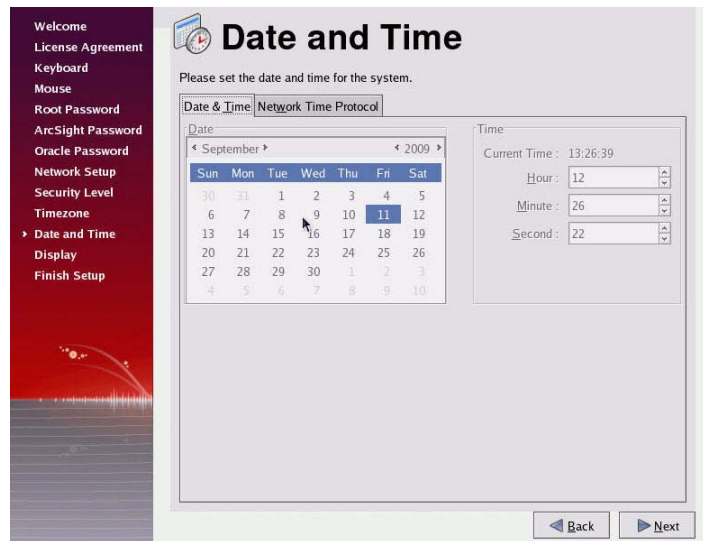 Welcome
License Agreement
Keyboard
Mouse
Root Password
ArcSight Password
Oracle Password
Network Setup
Security Level
Timezone
Date and Time
Display
Finish Setup
Date and Time
Please set the date and time for the system.
Date & Time Network Time Protocol
Date
September 2009
Sun Mon Tue Wed Thu Fri Sat
30 31 1 2 3 4 5
6 7 8 9 10 11 12
13 14 15 16 17 18 19
20 21 22 23 24 25 26
27 28 29 30 1 2 3
4 5 6 7 8 9 10
Time
Current Time : 13:26:39
Hour : 12
Minute : 26
Second : 22
Back Next